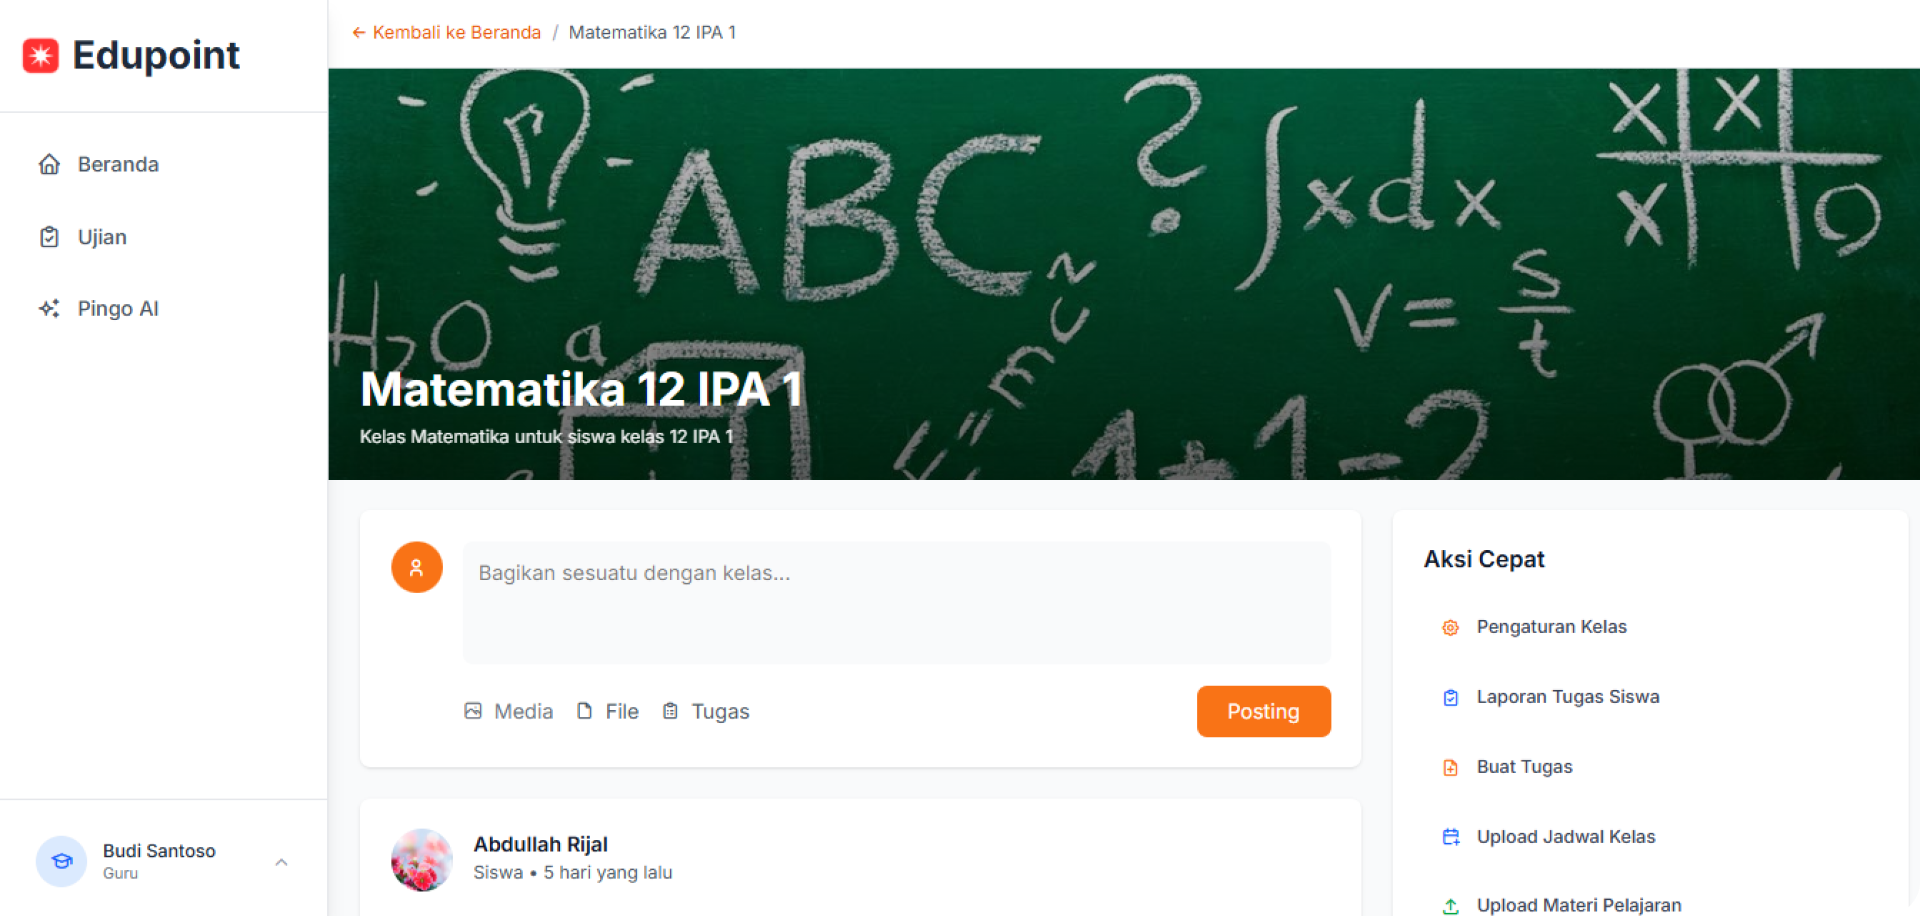 Edupoint
← Kembali ke Beranda / Matematika 12 IPA 1
Beranda
Ujian
Pingo AI
ABC ? ∫xdx
X X
X O
H₂O
a
v = s/t
Matematika 12 IPA 1
Kelas Matematika untuk siswa kelas 12 IPA 1
Bagikan sesuatu dengan kelas...
Media File Tugas
Posting
Abdullah Rijal
Siswa • 5 hari yang lalu
Aksi Cepat
Pengaturan Kelas
Laporan Tugas Siswa
Buat Tugas
Upload Jadwal Kelas
Upload Materi Pelajaran
Budi Santoso
Guru